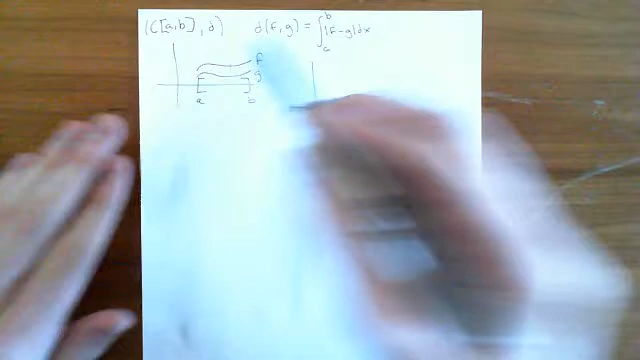 (C[a,b], d) d(f,g) = ∫_a^b |f-g|dx
f
g
a b